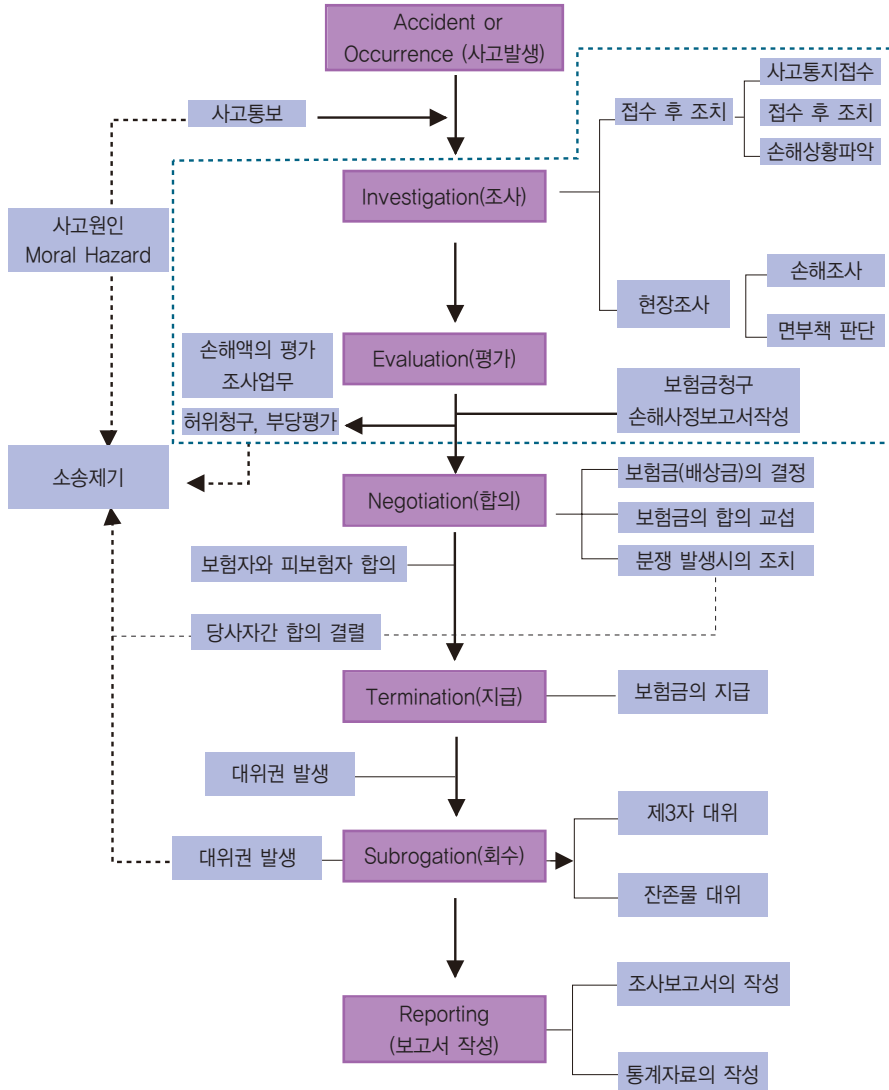 Accident or
Occurrence (사고발생)
사고통지접수
사고통보
접수 후 조치
접수 후 조치
손해상황파악
Investigation(조사)
사고원인
Moral Hazard
손해조사
현장조사
면부책 판단
손해액의 평가
조사업무
Evaluation(평가)
보험금청구
손해사정보고서작성
허위청구, 부당평가
소송제기
보험금(배상금)의 결정
Negotiation(합의)
보험금의 합의 교섭
보험자와 피보험자 합의
분쟁 발생시의 조치
당사자간 합의 결렬
Termination(지급)
보험금의 지급
대위권 발생
제3자 대위
대위권 발생
Subrogation(회수)
잔존물 대위
조사보고서의 작성
Reporting
(보고서 작성)
통계자료의 작성